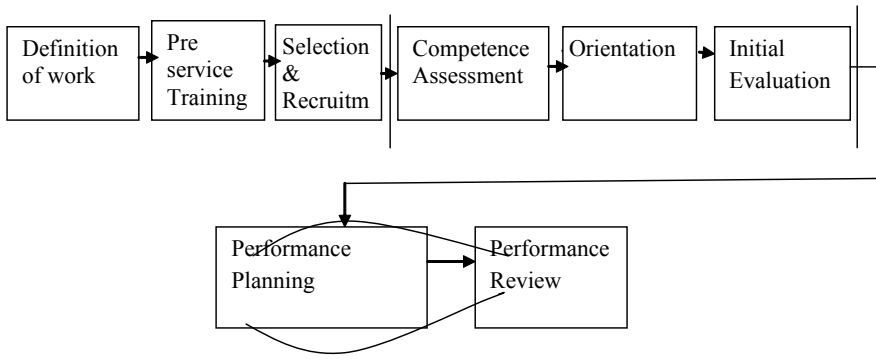 Definition
of work
Pre
service
Training
Selection
&
Recruitm
Competence
Assessment
Orientation
Initial
Evaluation
Performance
Planning
Performance
Review